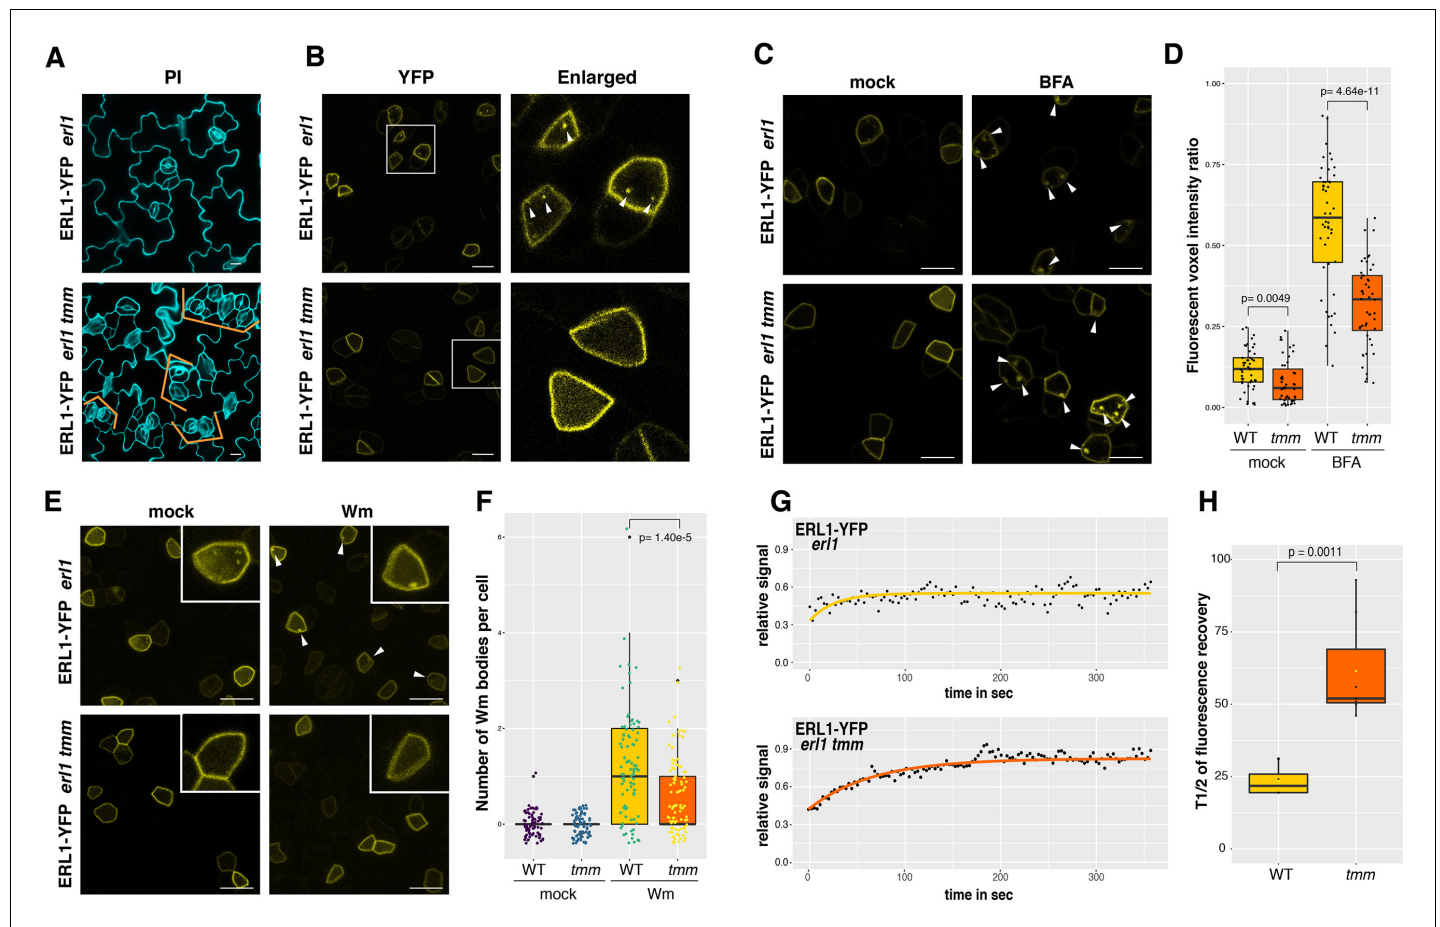 A
PI
ERL1-YFP erl1
ERL1-YFP erl1 tmm
B
YFP
Enlarged
ERL1-YFP erl1
ERL1-YFP erl1 tmm
C
mock
BFA
ERL1-YFP erl1
ERL1-YFP erl1 tmm
D
Fluorescent voxel intensity ratio
1.00
0.75
0.50
0.25
0.00
p= 4.64e-11
p= 0.0049
WT
tmm
WT
tmm
mock
BFA
E
mock
Wm
ERL1-YFP erl1
ERL1-YFP erl1 tmm
F
Number of Wm bodies per cell
6
4
2
0
p= 1.40e-5
WT
tmm
WT
tmm
mock
Wm
G
ERL1-YFP
erl1
relative signal
0.9
0.6
0.3
0.0
0
100
200
300
time in sec
ERL1-YFP
erl1 tmm
relative signal
0.9
0.6
0.3
0.0
0
100
200
300
time in sec
H
T1/2 of fluorescence recovery
100
75
50
25
0
p = 0.0011
WT
tmm